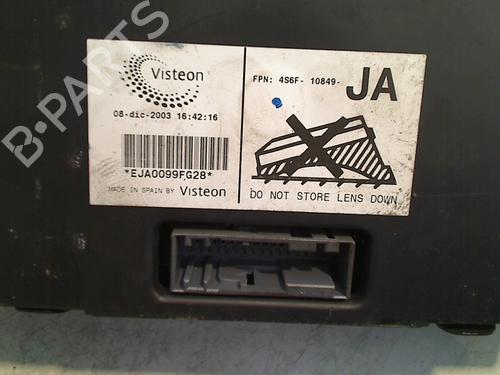 Visteon
08-dic-2003 16:42:16
*EJA0099FG28*
MADE IN SPAIN BY Visteon
FPN: 4S6F- 10849- JA
DO NOT STORE LENS DOWN
B-PARTS